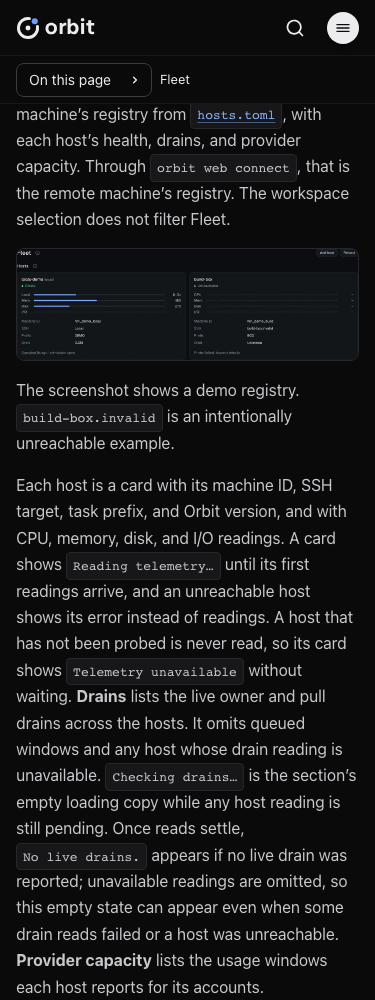 orbit
On this page
Fleet
machine's registry from hosts.toml, with
each host's health, drains, and provider
capacity. Through orbit web connect, that is
the remote machine's registry. The workspace
selection does not filter Fleet.
Fleet
Add host Reload
Hosts
build-box
The screenshot shows a demo registry.
build-box.invalid is an intentionally
unreachable example.
Each host is a card with its machine ID, SSH
target, task prefix, and Orbit version, and with
CPU, memory, disk, and I/O readings. A card
shows Reading telemetry… until its first
readings arrive, and an unreachable host
shows its error instead of readings. A host that
has not been probed is never read, so its card
shows Telemetry unavailable without
waiting. Drains lists the live owner and pull
drains across the hosts. It omits queued
windows and any host whose drain reading is
unavailable. Checking drains… is the section's
empty loading copy while any host reading is
still pending. Once reads settle,
No live drains. appears if no live drain was
reported; unavailable readings are omitted, so
this empty state can appear even when some
drain reads failed or a host was unreachable.
Provider capacity lists the usage windows
each host reports for its accounts.